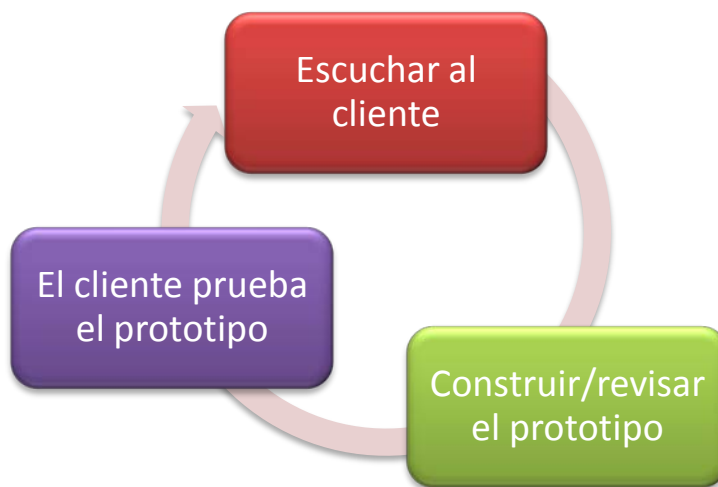 Escuchar al
cliente
El cliente prueba
el prototipo
Construir/revisar
el prototipo